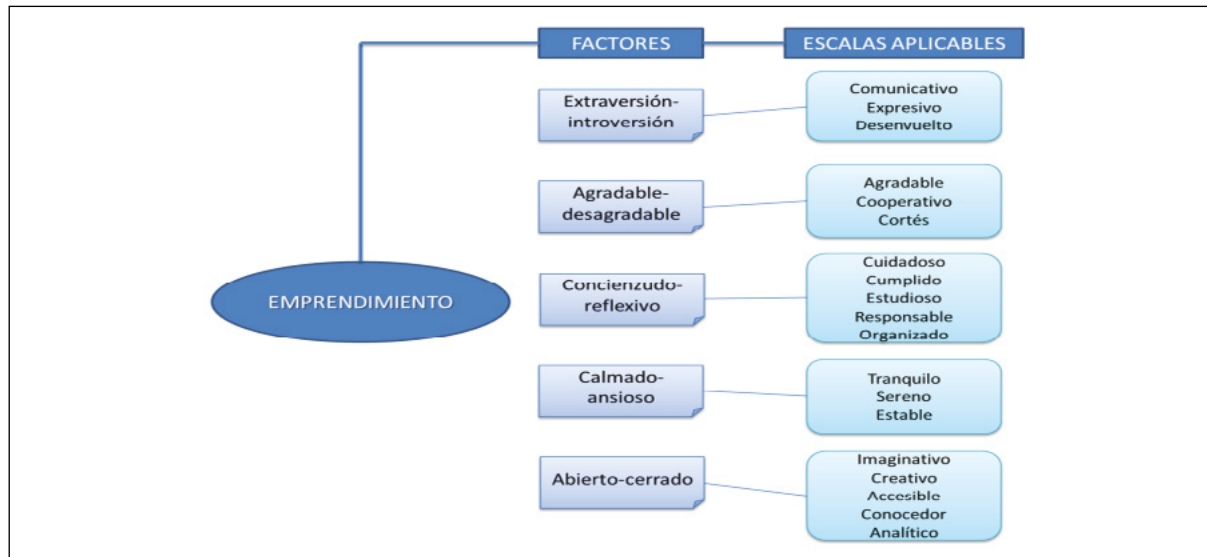 FACTORES
ESCALAS APLICABLES
Extraversión-
introversión
Comunicativo
Expresivo
Desenvuelto
Agradable-
desagradable
Agradable
Cooperativo
Cortés
EMPRENDIMIENTO
Concienzudo-
reflexivo
Cuidadoso
Cumplido
Estudioso
Responsable
Organizado
Calmado-
ansioso
Tranquilo
Sereno
Estable
Abierto-cerrado
Imaginativo
Creativo
Accesible
Conocedor
Analítico